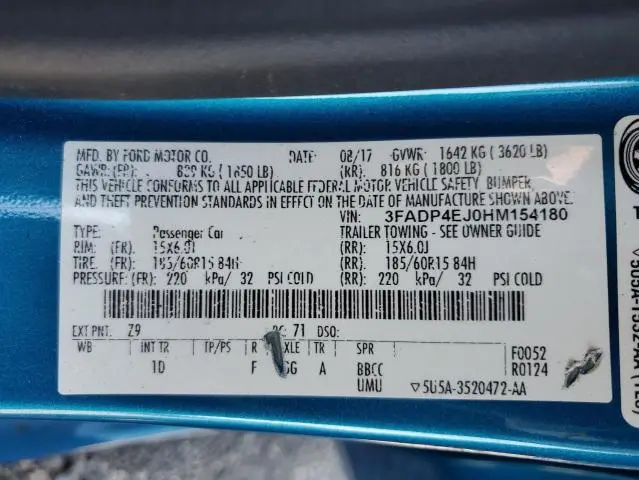 MFD. BY FORD MOTOR CO. DATE: 08/17 GVWR: 1642 KG ( 3620 LB)
GAWR:(FR): KG ( 1850 LB) (RR): 816 KG ( 1800 LB)
THIS VEHICLE CONFORMS TO ALL APPLICABLE FEDERAL MOTOR VEHICLE SAFETY, BUMPER,
AND THEFT PREVENTION STANDARDS IN EFFECT ON THE DATE OF MANUFACTURE SHOWN ABOVE.
VIN: 3FADP4EJ0HM154180
TYPE: Passenger Car TRAILER TOWING - SEE OWNER GUIDE
RIM: (FR). 15X6.0J (RR): 15X6.0J
TIRE: (FR). 185/60R15 84H (RR): 185/60R15 84H
PRESSURE: (FR): 220 kPa/ 32 PSI COLD (RR): 220 kPa/ 32 PSI COLD
EXT PNT: Z9 RC: 71 DSO:
WB INT TR TP/PS R AXLE TR SPR F0052
1D F GG A BBCC R0124
UMU ▽5U5A-3520472-AA